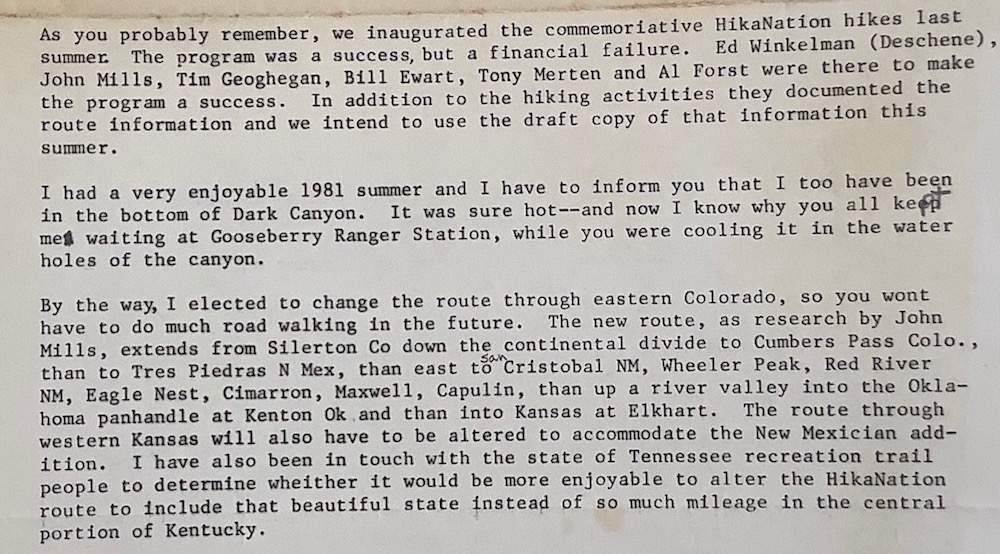 As you probably remember, we inaugurated the commemoriative HikaNation hikes last
summer. The program was a success, but a financial failure. Ed Winkelman (Deschene),
John Mills, Tim Geoghegan, Bill Ewart, Tony Merten and Al Forst were there to make
the program a success. In addition to the hiking activities they documented the
route information and we intend to use the draft copy of that information this
summer.
I had a very enjoyable 1981 summer and I have to inform you that I too have been
in the bottom of Dark Canyon. It was sure hot--and now I know why you all kept
me waiting at Gooseberry Ranger Station, while you were cooling it in the water
holes of the canyon.
By the way, I elected to change the route through eastern Colorado, so you wont
have to do much road walking in the future. The new route, as research by John
Mills, extends from Silerton Co down the continental divide to Cumbers Pass Colo.,
than to Tres Piedras N Mex, than east to san Cristobal NM, Wheeler Peak, Red River
NM, Eagle Nest, Cimarron, Maxwell, Capulin, than up a river valley into the Okla-
homa panhandle at Kenton Ok and than into Kansas at Elkhart. The route through
western Kansas will also have to be altered to accommodate the New Mexician add-
ition. I have also been in touch with the state of Tennessee recreation trail
people to determine wheither it would be more enjoyable to alter the HikaNation
route to include that beautiful state instead of so much mileage in the central
portion of Kentucky.